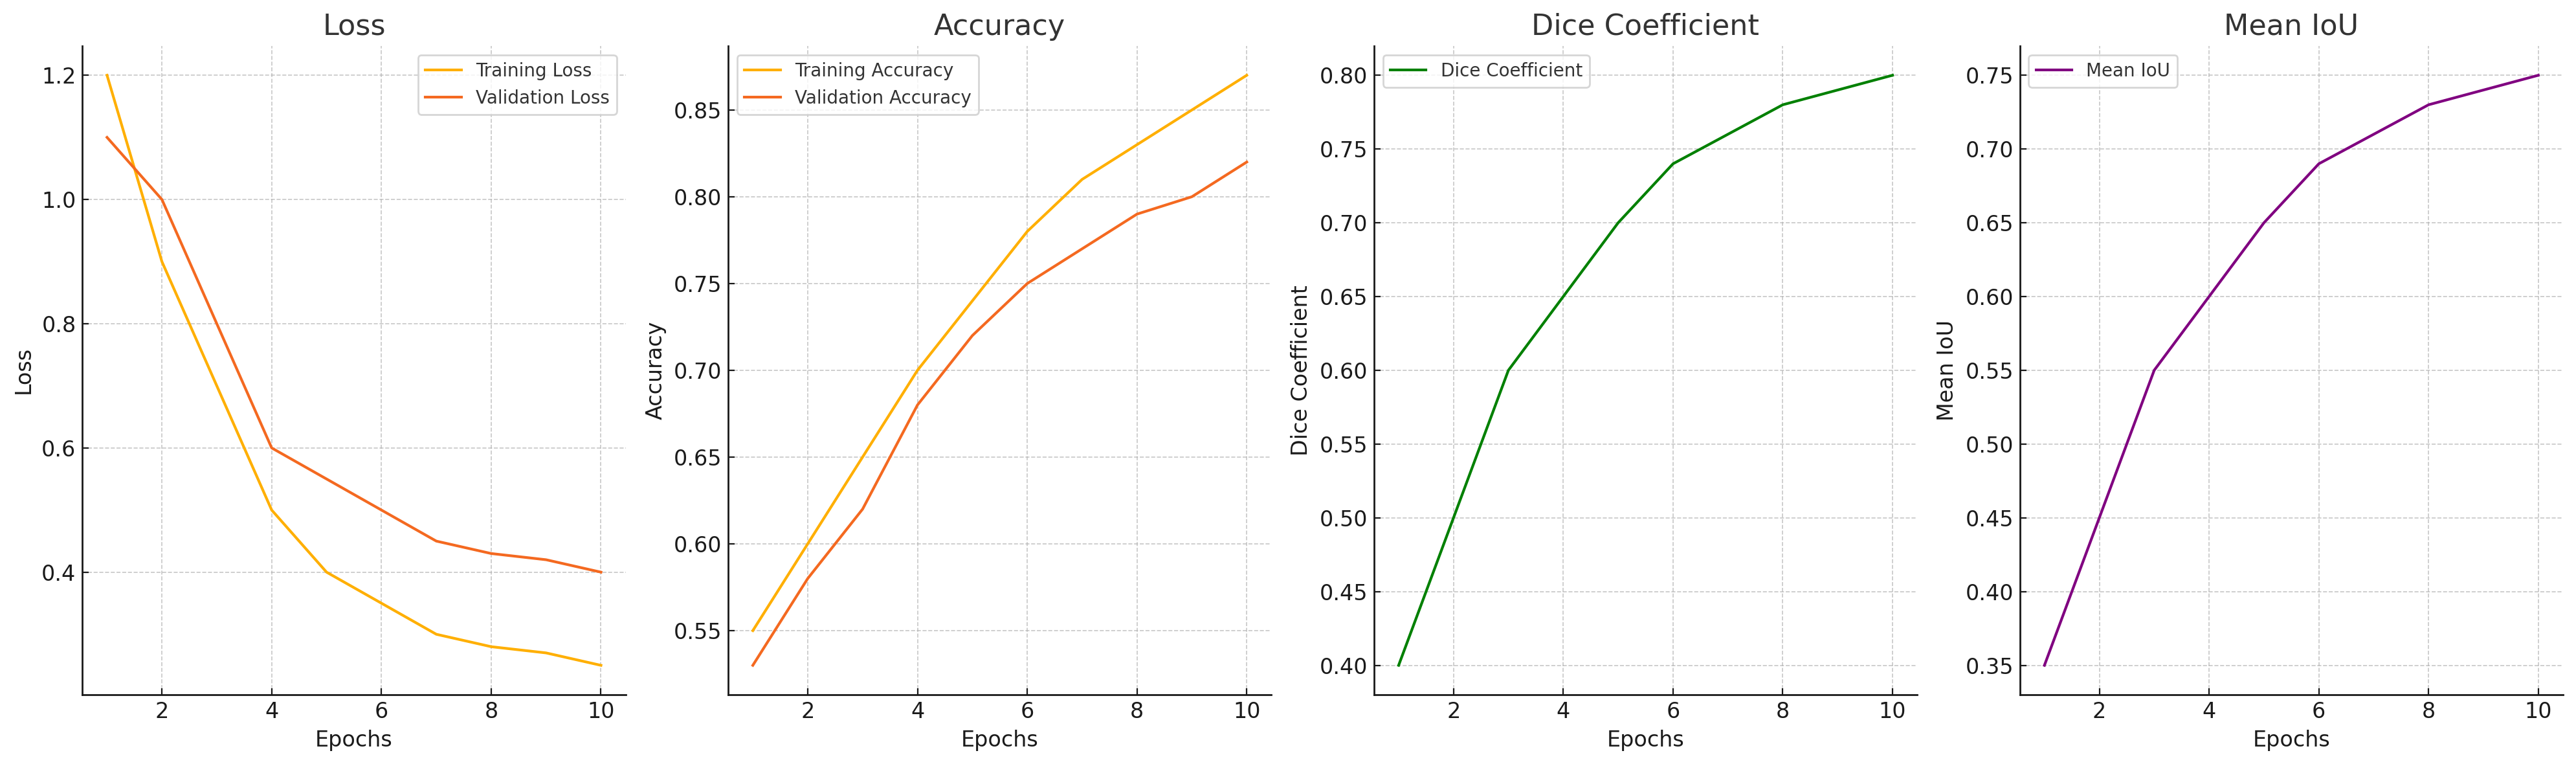 Loss
Training Loss
Validation Loss
1.2
1.0
0.8
0.6
0.4
Loss
2 4 6 8 10
Epochs
Accuracy
Training Accuracy
Validation Accuracy
0.85
0.80
0.75
0.70
0.65
0.60
0.55
Accuracy
2 4 6 8 10
Epochs
Dice Coefficient
Dice Coefficient
0.80
0.75
0.70
0.65
0.60
0.55
0.50
0.45
0.40
Dice Coefficient
2 4 6 8 10
Epochs
Mean IoU
Mean IoU
0.75
0.70
0.65
0.60
0.55
0.50
0.45
0.40
0.35
Mean IoU
2 4 6 8 10
Epochs